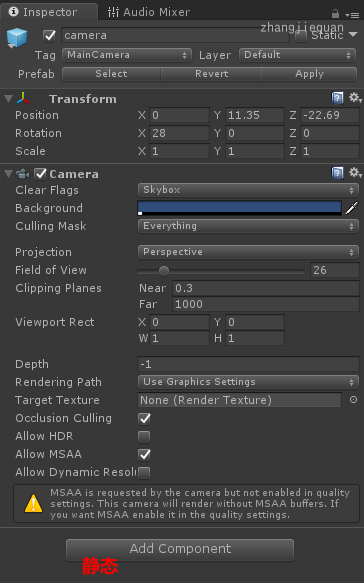 Inspector Audio Mixer
zhangjiequan
camera Static
Tag MainCamera Layer Default
Prefab Select Revert Apply
Transform
Position X 0 Y 11.35 Z -22.69
Rotation X 28 Y 0 Z 0
Scale X 1 Y 1 Z 1
Camera
Clear Flags Skybox
Background
Culling Mask Everything
Projection Perspective
Field of View 26
Clipping Planes Near 0.3
Far 1000
Viewport Rect X 0 Y 0
W 1 H 1
Depth -1
Rendering Path Use Graphics Settings
Target Texture None (Render Texture)
Occlusion Culling
Allow HDR
Allow MSAA
Allow Dynamic Resolu
MSAA is requested by the camera but not enabled in quality
settings. This camera will render without MSAA buffers. If
you want MSAA enable it in the quality settings.
Add Component
静态